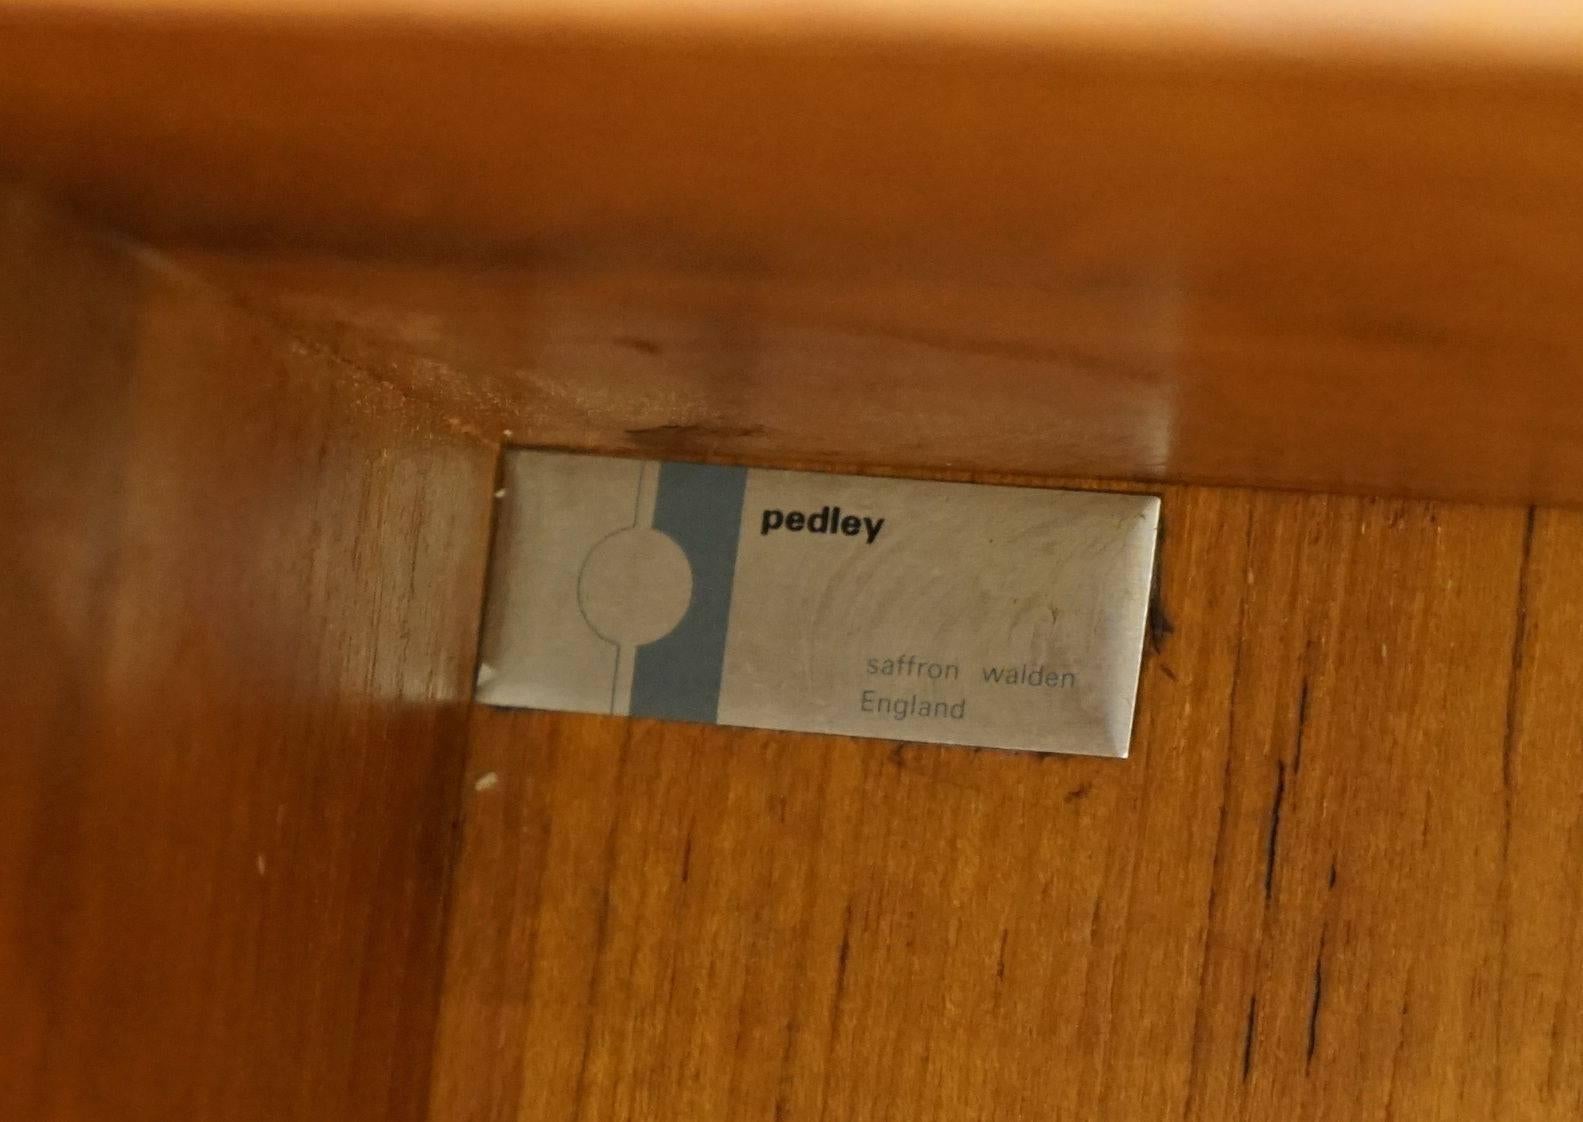 pedley
saffron walden
England